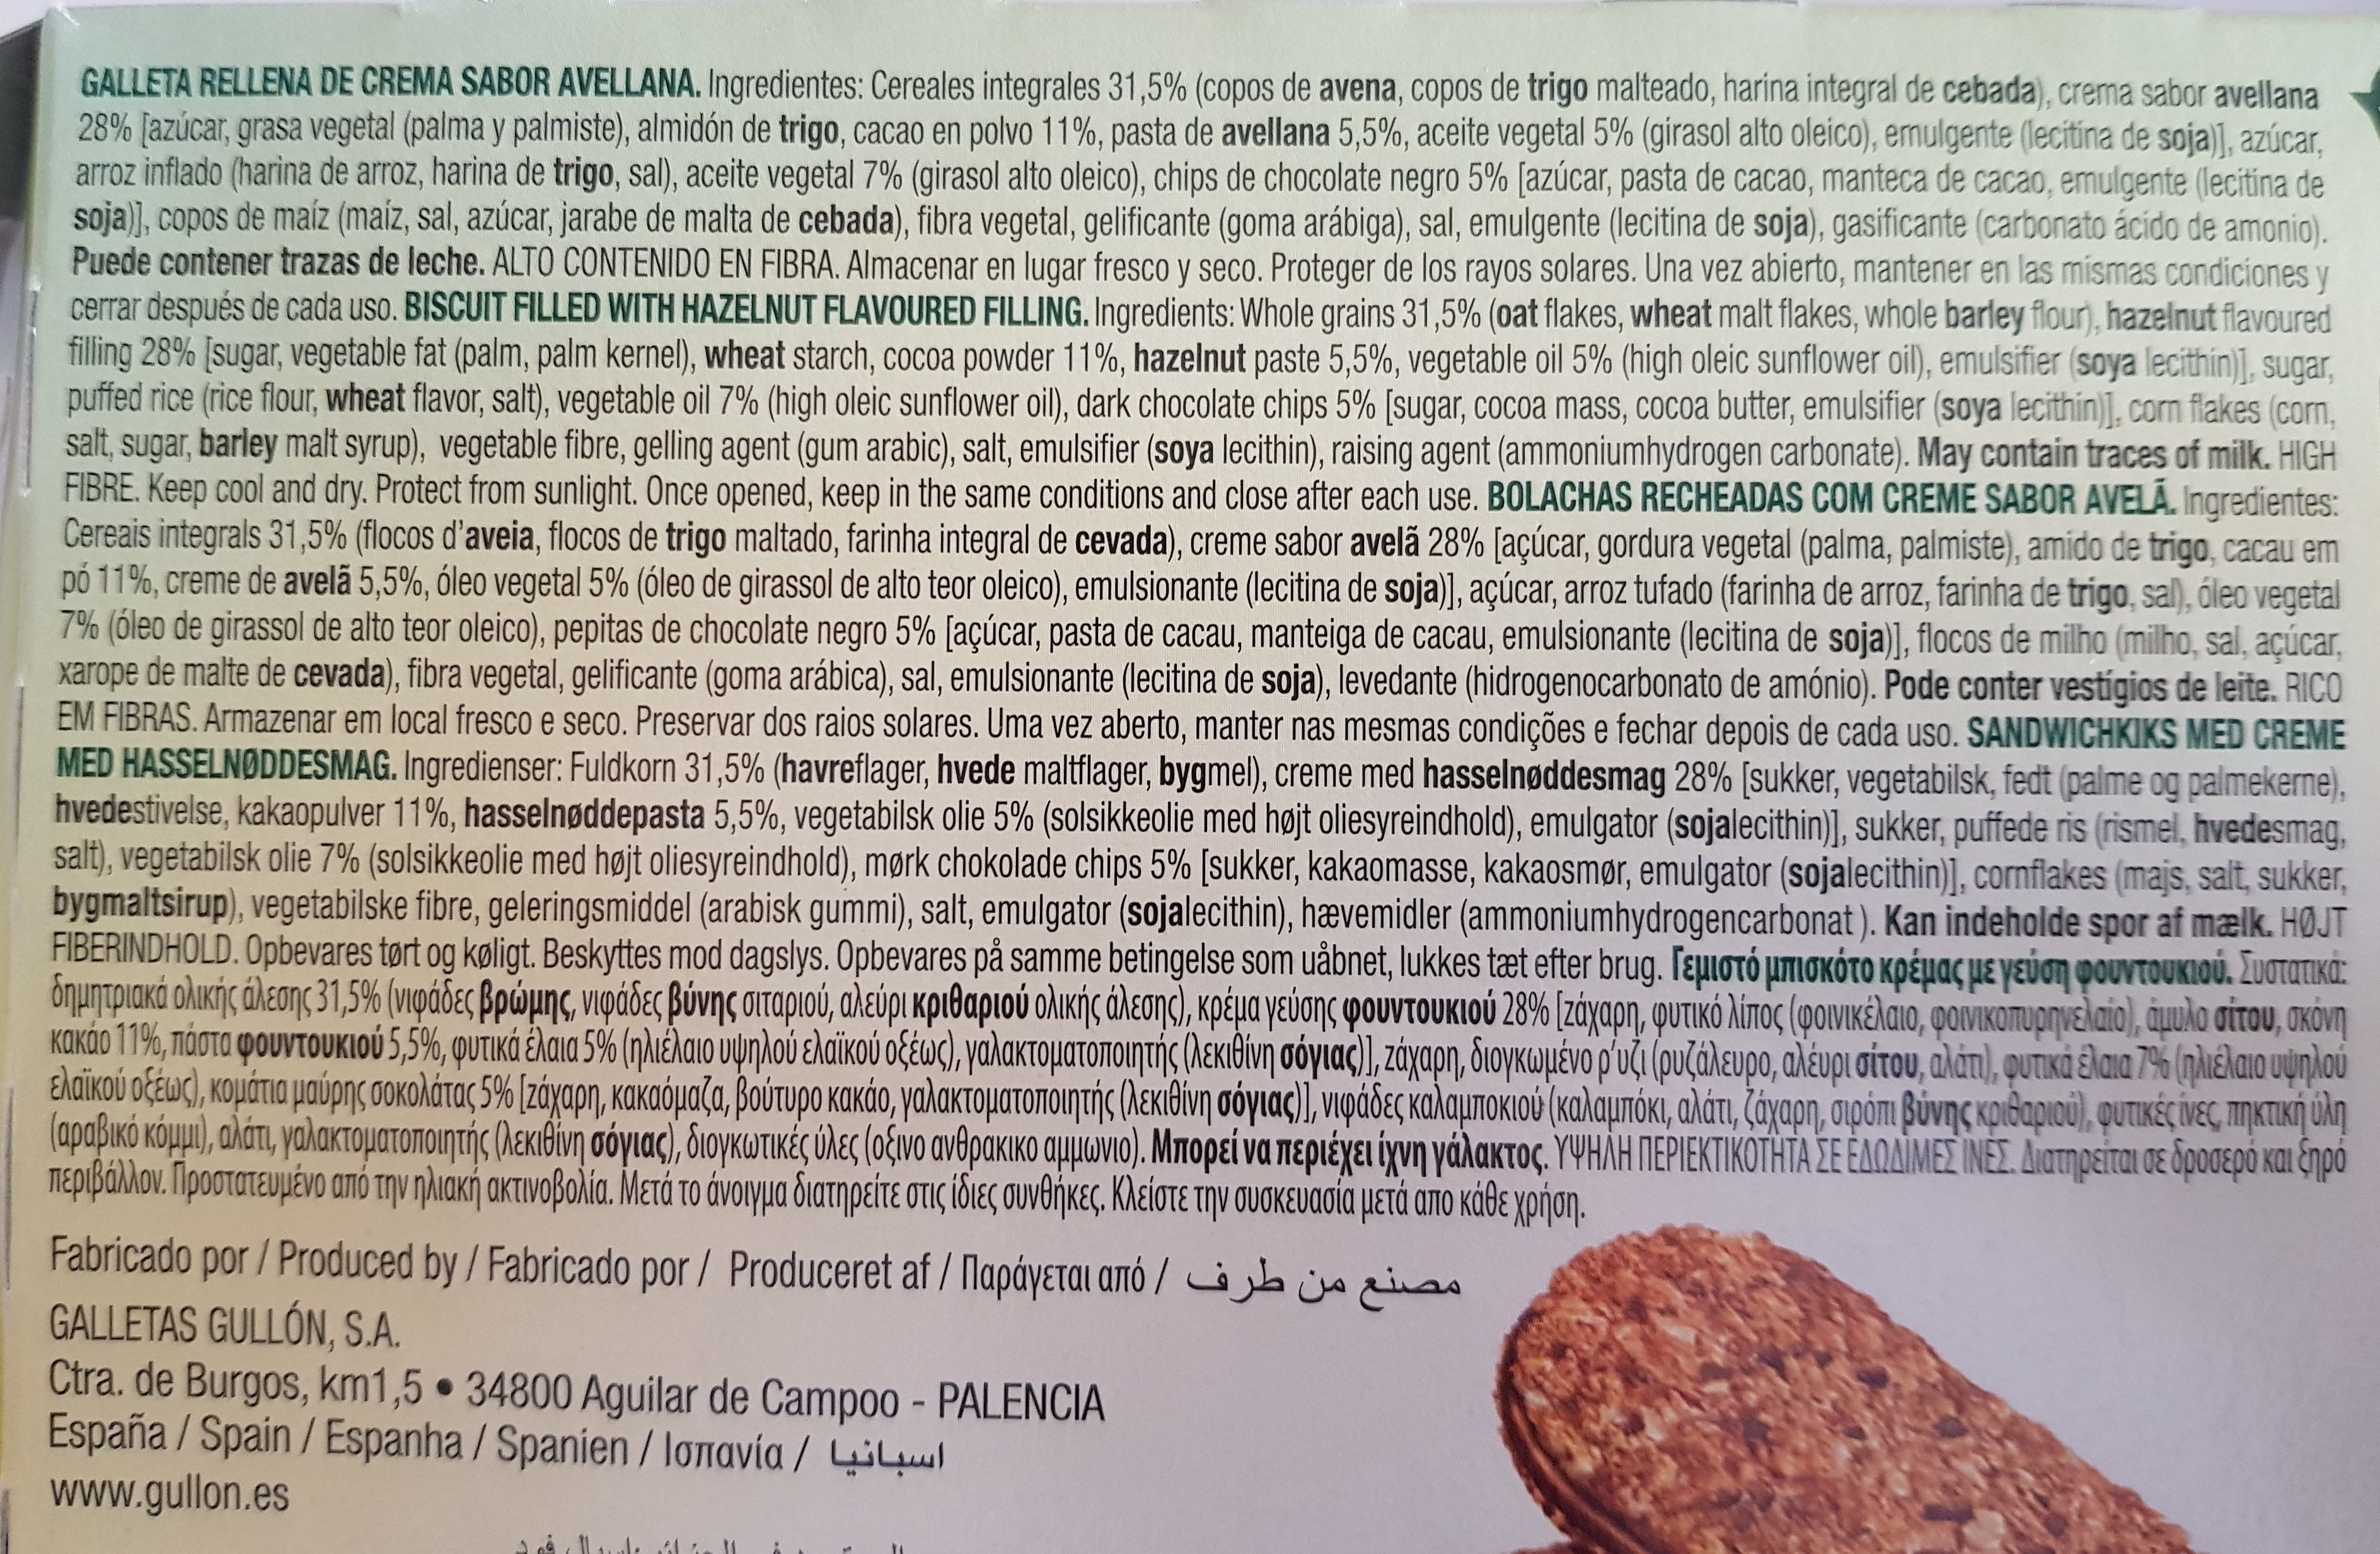 GALLETA RELLENA DE CREMA SABOR AVELLANA. Ingredientes: Cereales integrales 31,5% (copos de avena, copos de trigo malteado, harina integral de cebada), crema sabor avellana
28% [azúcar, grasa vegetal (palma y palmiste), almidón de trigo, cacao en polvo 11%, pasta de avellana 5,5%, aceite vegetal 5% (girasol alto oleico), emulgente (lecitina de soja)], azúcar,
arroz inflado (harina de arroz, harina de trigo, sal), aceite vegetal 7% (girasol alto oleico), chips de chocolate negro 5% [azúcar, pasta de cacao, manteca de cacao, emulgente (lecitina de
soja)], copos de maíz (maíz, sal, azúcar, jarabe de malta de cebada), fibra vegetal, gelificante (goma arábiga), sal, emulgente (lecitina de soja), gasificante (carbonato ácido de amonio).
Puede contener trazas de leche. ALTO CONTENIDO EN FIBRA. Almacenar en lugar fresco y seco. Proteger de los rayos solares. Una vez abierto, mantener en las mismas condiciones y
cerrar después de cada uso. BISCUIT FILLED WITH HAZELNUT FLAVOURED FILLING. Ingredients: Whole grains 31,5% (oat flakes, wheat malt flakes, whole barley flour), hazelnut flavoured
filling 28% [sugar, vegetable fat (palm, palm kernel), wheat starch, cocoa powder 11%, hazelnut paste 5,5%, vegetable oil 5% (high oleic sunflower oil), emulsifier (soya lecithin)], sugar,
puffed rice (rice flour, wheat flavor, salt), vegetable oil 7% (high oleic sunflower oil), dark chocolate chips 5% [sugar, cocoa mass, cocoa butter, emulsifier (soya lecithin)], corn flakes (corn,
salt, sugar, barley malt syrup), vegetable fibre, gelling agent (gum arabic), salt, emulsifier (soya lecithin), raising agent (ammoniumhydrogen carbonate). May contain traces of milk. HIGH
FIBRE. Keep cool and dry. Protect from sunlight. Once opened, keep in the same conditions and close after each use. BOLACHAS RECHEADAS COM CREME SABOR AVELÃ. Ingredientes:
Cereais integrals 31,5% (flocos d'aveia, flocos de trigo maltado, farinha integral de cevada), creme sabor avelã 28% [açúcar, gordura vegetal (palma, palmiste), amido de trigo, cacau em
pó 11%, creme de avelã 5,5%, óleo vegetal 5% (óleo de girassol de alto teor oleico), emulsionante (lecitina de soja)], açúcar, arroz tufado (farinha de arroz, farinha de trigo, sal), óleo vegetal
7% (óleo de girassol de alto teor oleico), pepitas de chocolate negro 5% [açúcar, pasta de cacau, manteiga de cacau, emulsionante (lecitina de soja)], flocos de milho (milho, sal, açúcar,
xarope de malte de cevada), fibra vegetal, gelificante (goma arábica), sal, emulsionante (lecitina de soja), levedante (hidrogenocarbonato de amónio). Pode conter vestígios de leite. RICO
EM FIBRAS. Armazenar em local fresco e seco. Preservar dos raios solares. Uma vez aberto, manter nas mesmas condições e fechar depois de cada uso. SANDWICHKIKS MED CREME
MED HASSELNØDDESMAG. Ingredienser: Fuldkorn 31,5% (havreflager, hvede maltflager, bygmel), creme med hasselnøddesmag 28% [sukker, vegetabilsk, fedt (palme og palmekerne),
hvedestivelse, kakaopulver 11%, hasselnøddepasta 5,5%, vegetabilsk olie 5% (solsikkeolie med højt oliesyreindhold), emulgator (sojalecithin)], sukker, puffede ris (rismel, hvedesmag,
salt), vegetabilsk olie 7% (solsikkeolie med højt oliesyreindhold), mørk chokolade chips 5% [sukker, kakaomasse, kakaosmør, emulgator (sojalecithin)], cornflakes (majs, salt, sukker,
bygmaltsirup), vegetabilske fibre, geleringsmiddel (arabisk gummi), salt, emulgator (sojalecithin), hævemidler (ammoniumhydrogencarbonat ). Kan indeholde spor af mælk. HØJT
FIBERINDHOLD. Opbevares tørt og køligt. Beskyttes mod dagslys. Opbevares på samme betingelse som uåbnet, lukkes tæt efter brug. Γεμιστό μπισκότο κρέμας με γεύση φουντουκιού. Συστατικά:
δημητριακά ολικής άλεσης 31,5% (νιφάδες βρώμης, νιφάδες βύνης σιταριού, αλεύρι κριθαριού ολικής άλεσης), κρέμα γεύσης φουντουκιού 28% [ζάχαρη, φυτικό λίπος (φοινικέλαιο, φοινικοπυρηνελαίο), άμυλο σίτου, σκόνη
κακάο 11%, πάστα φουντουκιού 5,5%, φυτικά έλαια 5% (ηλιέλαιο υψηλού ελαϊκού οξέως), γαλακτοματοποιητής (λεκιθίνη σόγιας)], ζάχαρη, διογκωμένο ρ'υζι (ρυζάλευρο, αλέυρι σίτου, αλάτι), φυτικά έλαια 7% (ηλιέλαιο υψηλού
ελαϊκού οξέως), κομάτια μαύρης σοκολάτας 5% [ζάχαρη, κακαόμαζα, βούτυρο κακάο, γαλακτοματοποιητής (λεκιθίνη σόγιας)], νιφάδες καλαμποκιού (καλαμπόκι, αλάτι, ζάχαρη, σιρόπι βύνης κριθαριού), φυτικές ίνες, πηκτική ύλη
(αραβικό κόμμι), αλάτι, γαλακτοματοποιητής (λεκιθίνη σόγιας), διογκωτικές ύλες (οξινο ανθρακικο αμμωνιο). Μπορεί να περιέχει ίχνη γάλακτος. ΥΨΗΛΗ ΠΕΡΙΕΚΤΙΚΟΤΗΤΑ ΣΕ ΕΔΩΔΙΜΕΣ ΙΝΕΣ. Διατηρείται σε δροσερό και ξηρό
περιβάλλον. Προστατευμένο από την ηλιακή ακτινοβολία. Μετά το άνοιγμα διατηρείτε στις ίδιες συνθήκες. Κλείστε την συσκευασία μετά απο κάθε χρήση.
Fabricado por / Produced by / Fabricado por / Produceret af / Παράγεται από / مصنع من طرف
GALLETAS GULLÓN, S.A.
Ctra. de Burgos, km1,5 • 34800 Aguilar de Campoo - PALENCIA
España / Spain / Espanha / Spanien / Ισπανία / اسبانيا
www.gullon.es